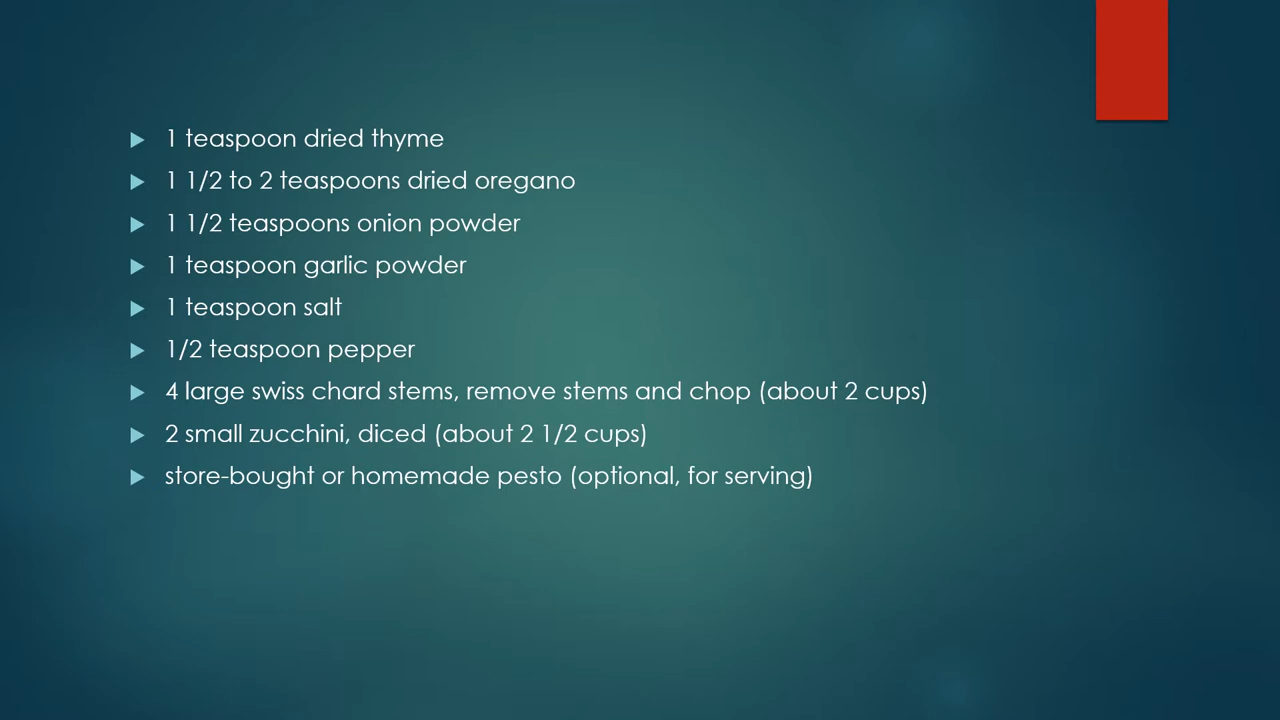 1 teaspoon dried thyme
1 1/2 to 2 teaspoons dried oregano
1 1/2 teaspoons onion powder
1 teaspoon garlic powder
1 teaspoon salt
1/2 teaspoon pepper
4 large swiss chard stems, remove stems and chop (about 2 cups)
2 small zucchini, diced (about 2 1/2 cups)
store-bought or homemade pesto (optional, for serving)